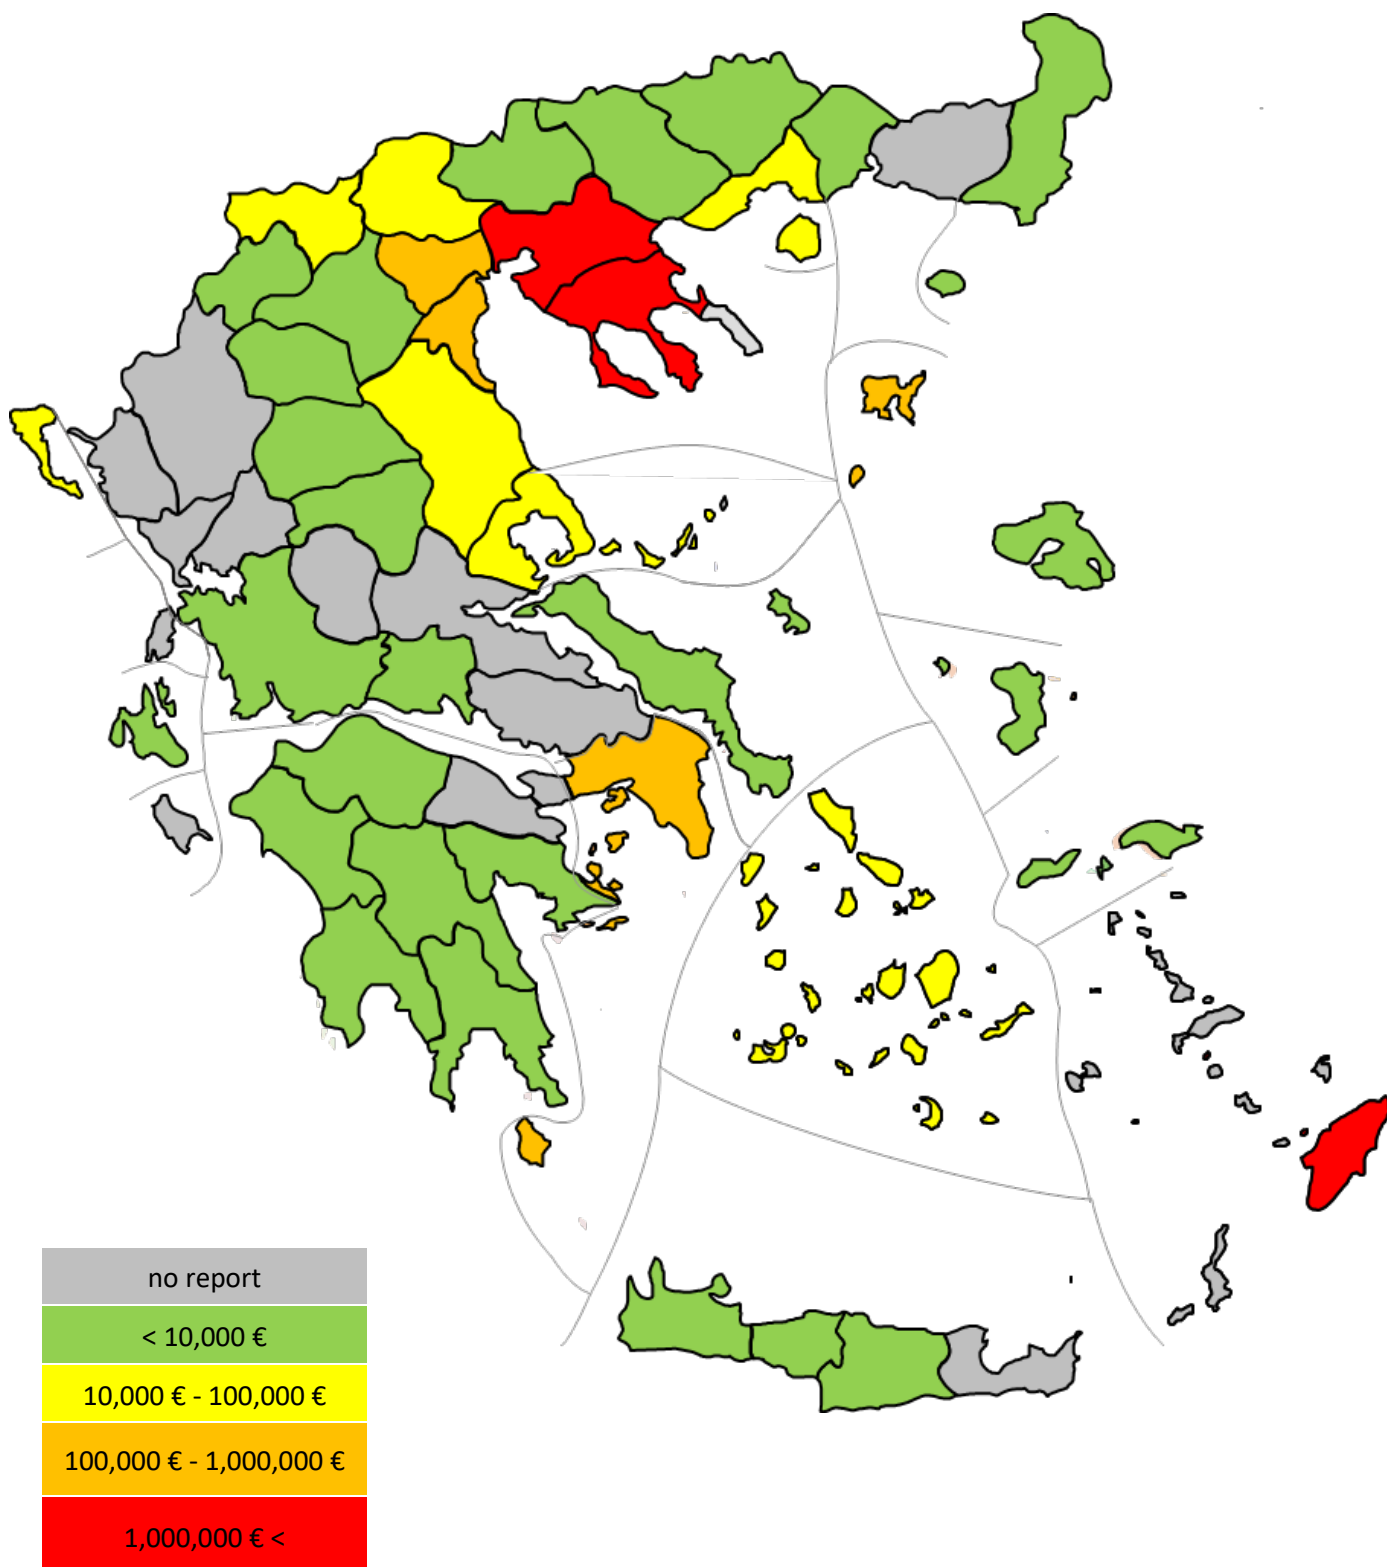 no report
< 10,000 €
10,000 € - 100,000 €
100,000 € - 1,000,000 €
1,000,000 € <